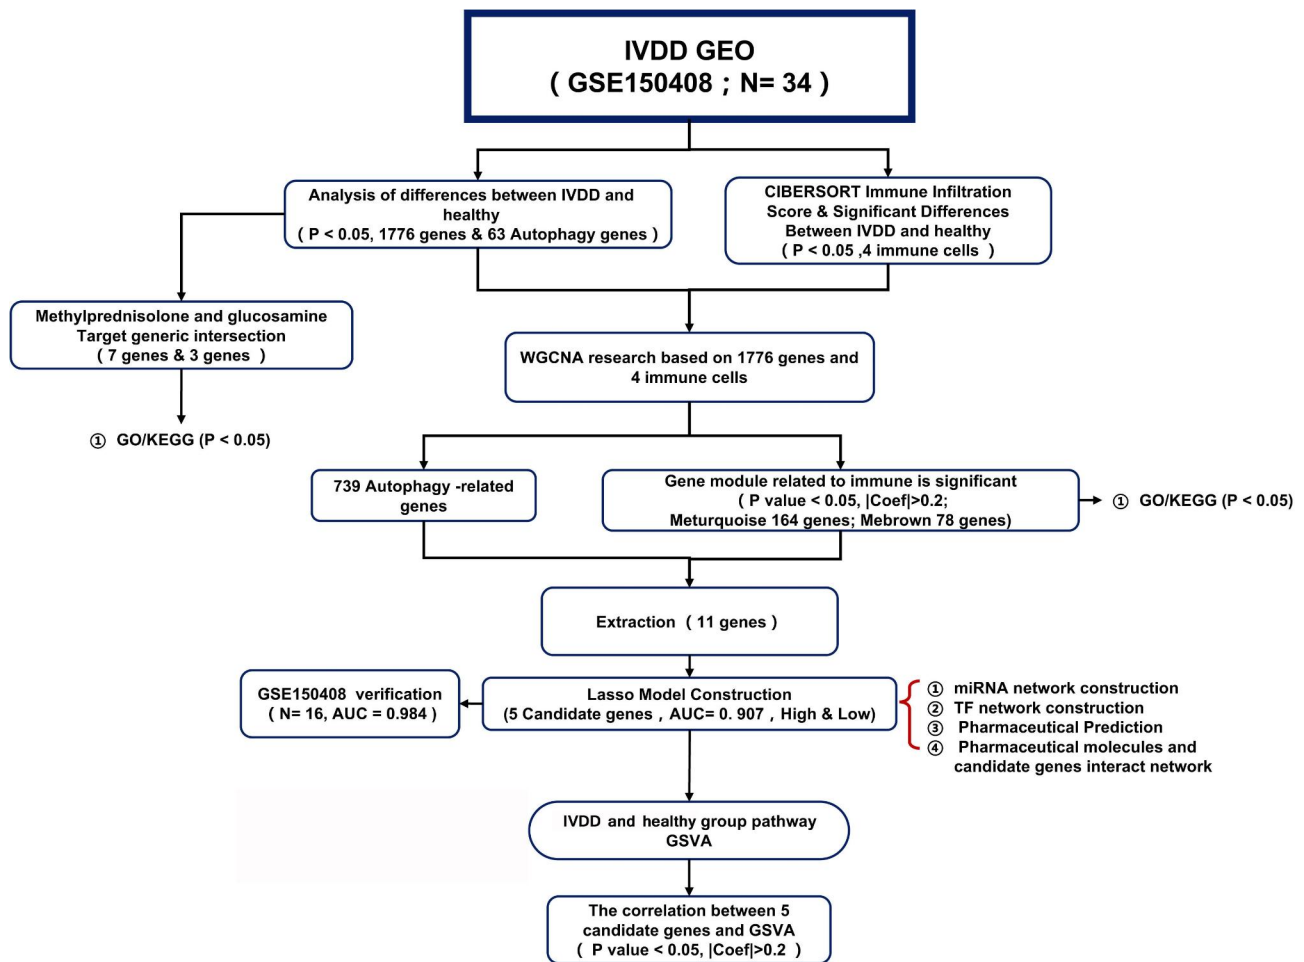 IVDD GEO
( GSE150408 ; N= 34 )
Analysis of differences between IVDD and
healthy
( P < 0.05, 1776 genes & 63 Autophagy genes )
CIBERSORT Immune Infiltration
Score & Significant Differences
Between IVDD and healthy
( P < 0.05 ,4 immune cells )
Methylprednisolone and glucosamine
Target generic intersection
( 7 genes & 3 genes )
WGCNA research based on 1776 genes and
4 immune cells
① GO/KEGG (P < 0.05)
739 Autophagy -related
genes
Gene module related to immune is significant
( P value < 0.05, |Coef|>0.2;
Meturquoise 164 genes; Mebrown 78 genes)
① GO/KEGG (P < 0.05)
Extraction ( 11 genes )
GSE150408 verification
( N= 16, AUC = 0.984 )
Lasso Model Construction
(5 Candidate genes , AUC= 0. 907 , High & Low)
① miRNA network construction
② TF network construction
③ Pharmaceutical Prediction
④ Pharmaceutical molecules and
candidate genes interact network
IVDD and healthy group pathway
GSVA
The correlation between 5
candidate genes and GSVA
( P value < 0.05, |Coef|>0.2 )